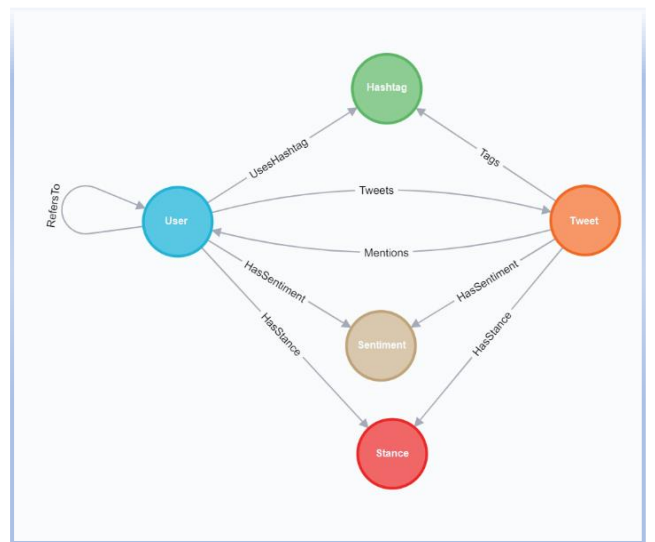 Hashtag
UsesHashtag
Tags
RefersTo
Tweets
User
Tweet
Mentions
HasSentiment
HasSentiment
HasStance
HasStance
Sentiment
Stance